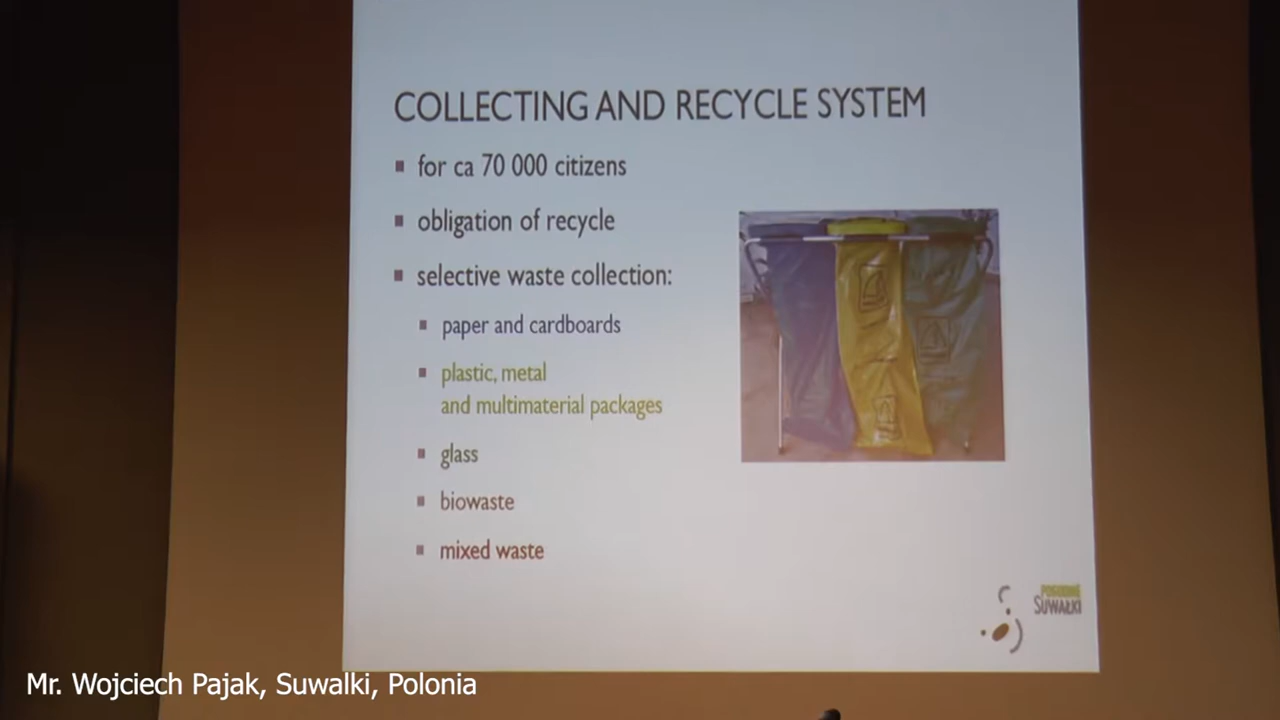 COLLECTING AND RECYCLE SYSTEM
for ca 70 000 citizens
obligation of recycle
selective waste collection:
paper and cardboards
plastic, metal
and multimaterial packages
glass
biowaste
mixed waste
SUWAŁKI
Mr. Wojciech Pajak, Suwalki, Polonia